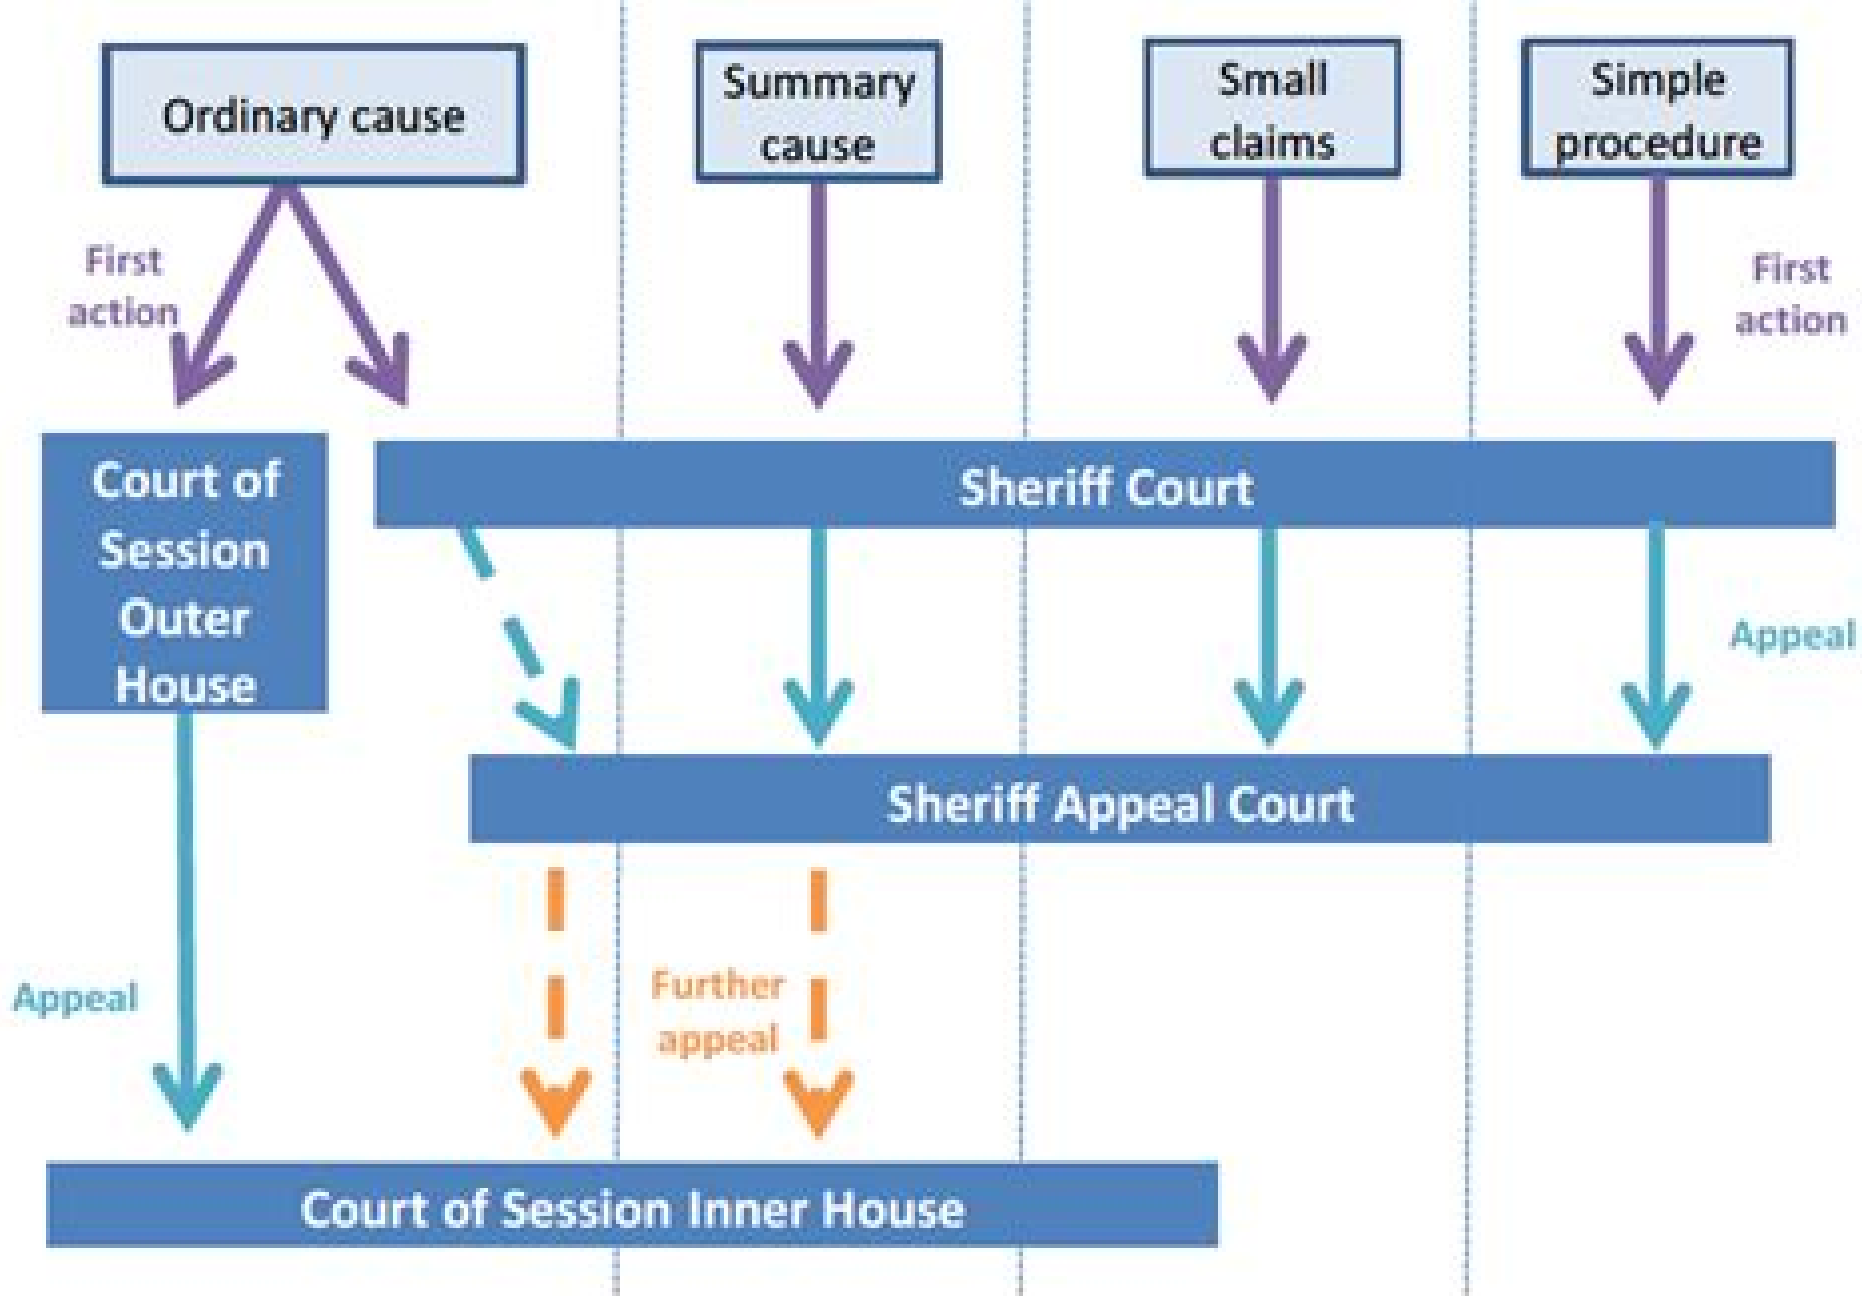 Ordinary cause
Summary
cause
Small
claims
Simple
procedure
First
action
First
action
Court of
Session
Outer
House
Sheriff Court
Appeal
Sheriff Appeal Court
Appeal
Further
appeal
Court of Session Inner House